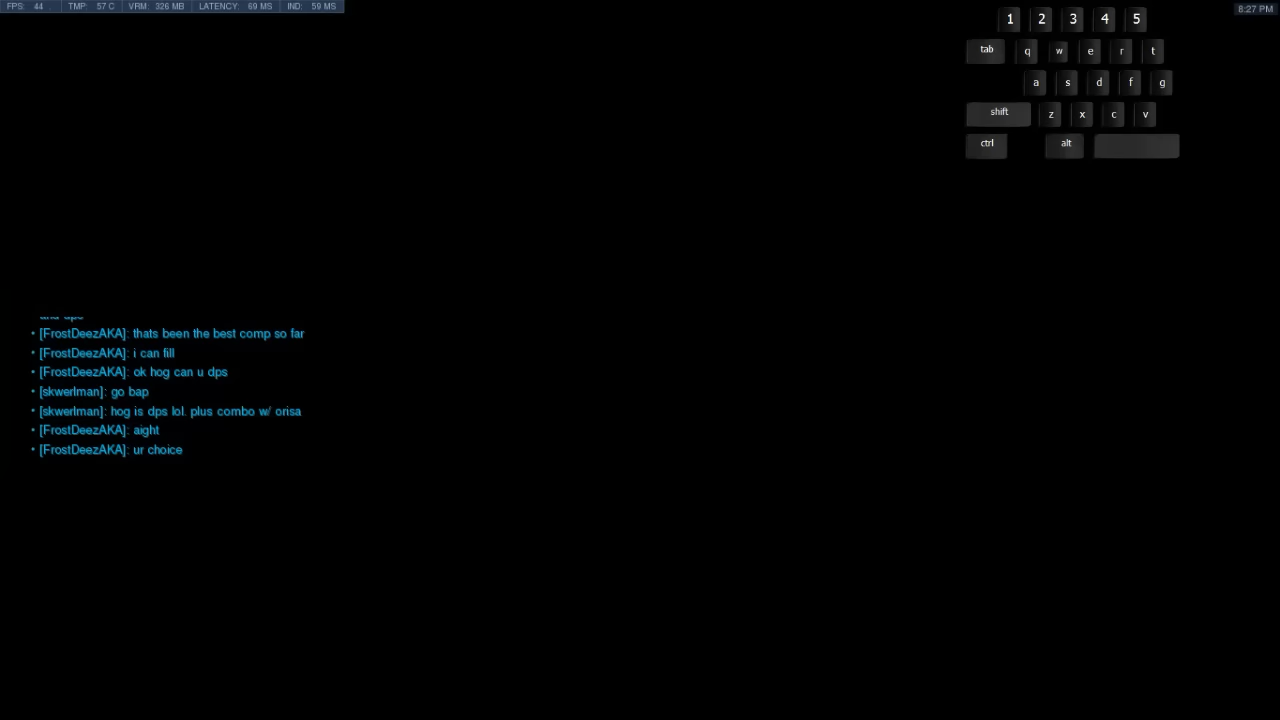 FPS: 44 . TMP: 57 C VRM: 326 MB LATENCY: 69 MS IND: 59 MS
8:27 PM
1 2 3 4 5
tab q w e r t
a s d f g
shift z x c v
ctrl alt
and dps
• [FrostDeezAKA]: thats been the best comp so far
• [FrostDeezAKA]: i can fill
• [FrostDeezAKA]: ok hog can u dps
• [skwerlman]: go bap
• [skwerlman]: hog is dps lol. plus combo w/ orisa
• [FrostDeezAKA]: aight
• [FrostDeezAKA]: ur choice